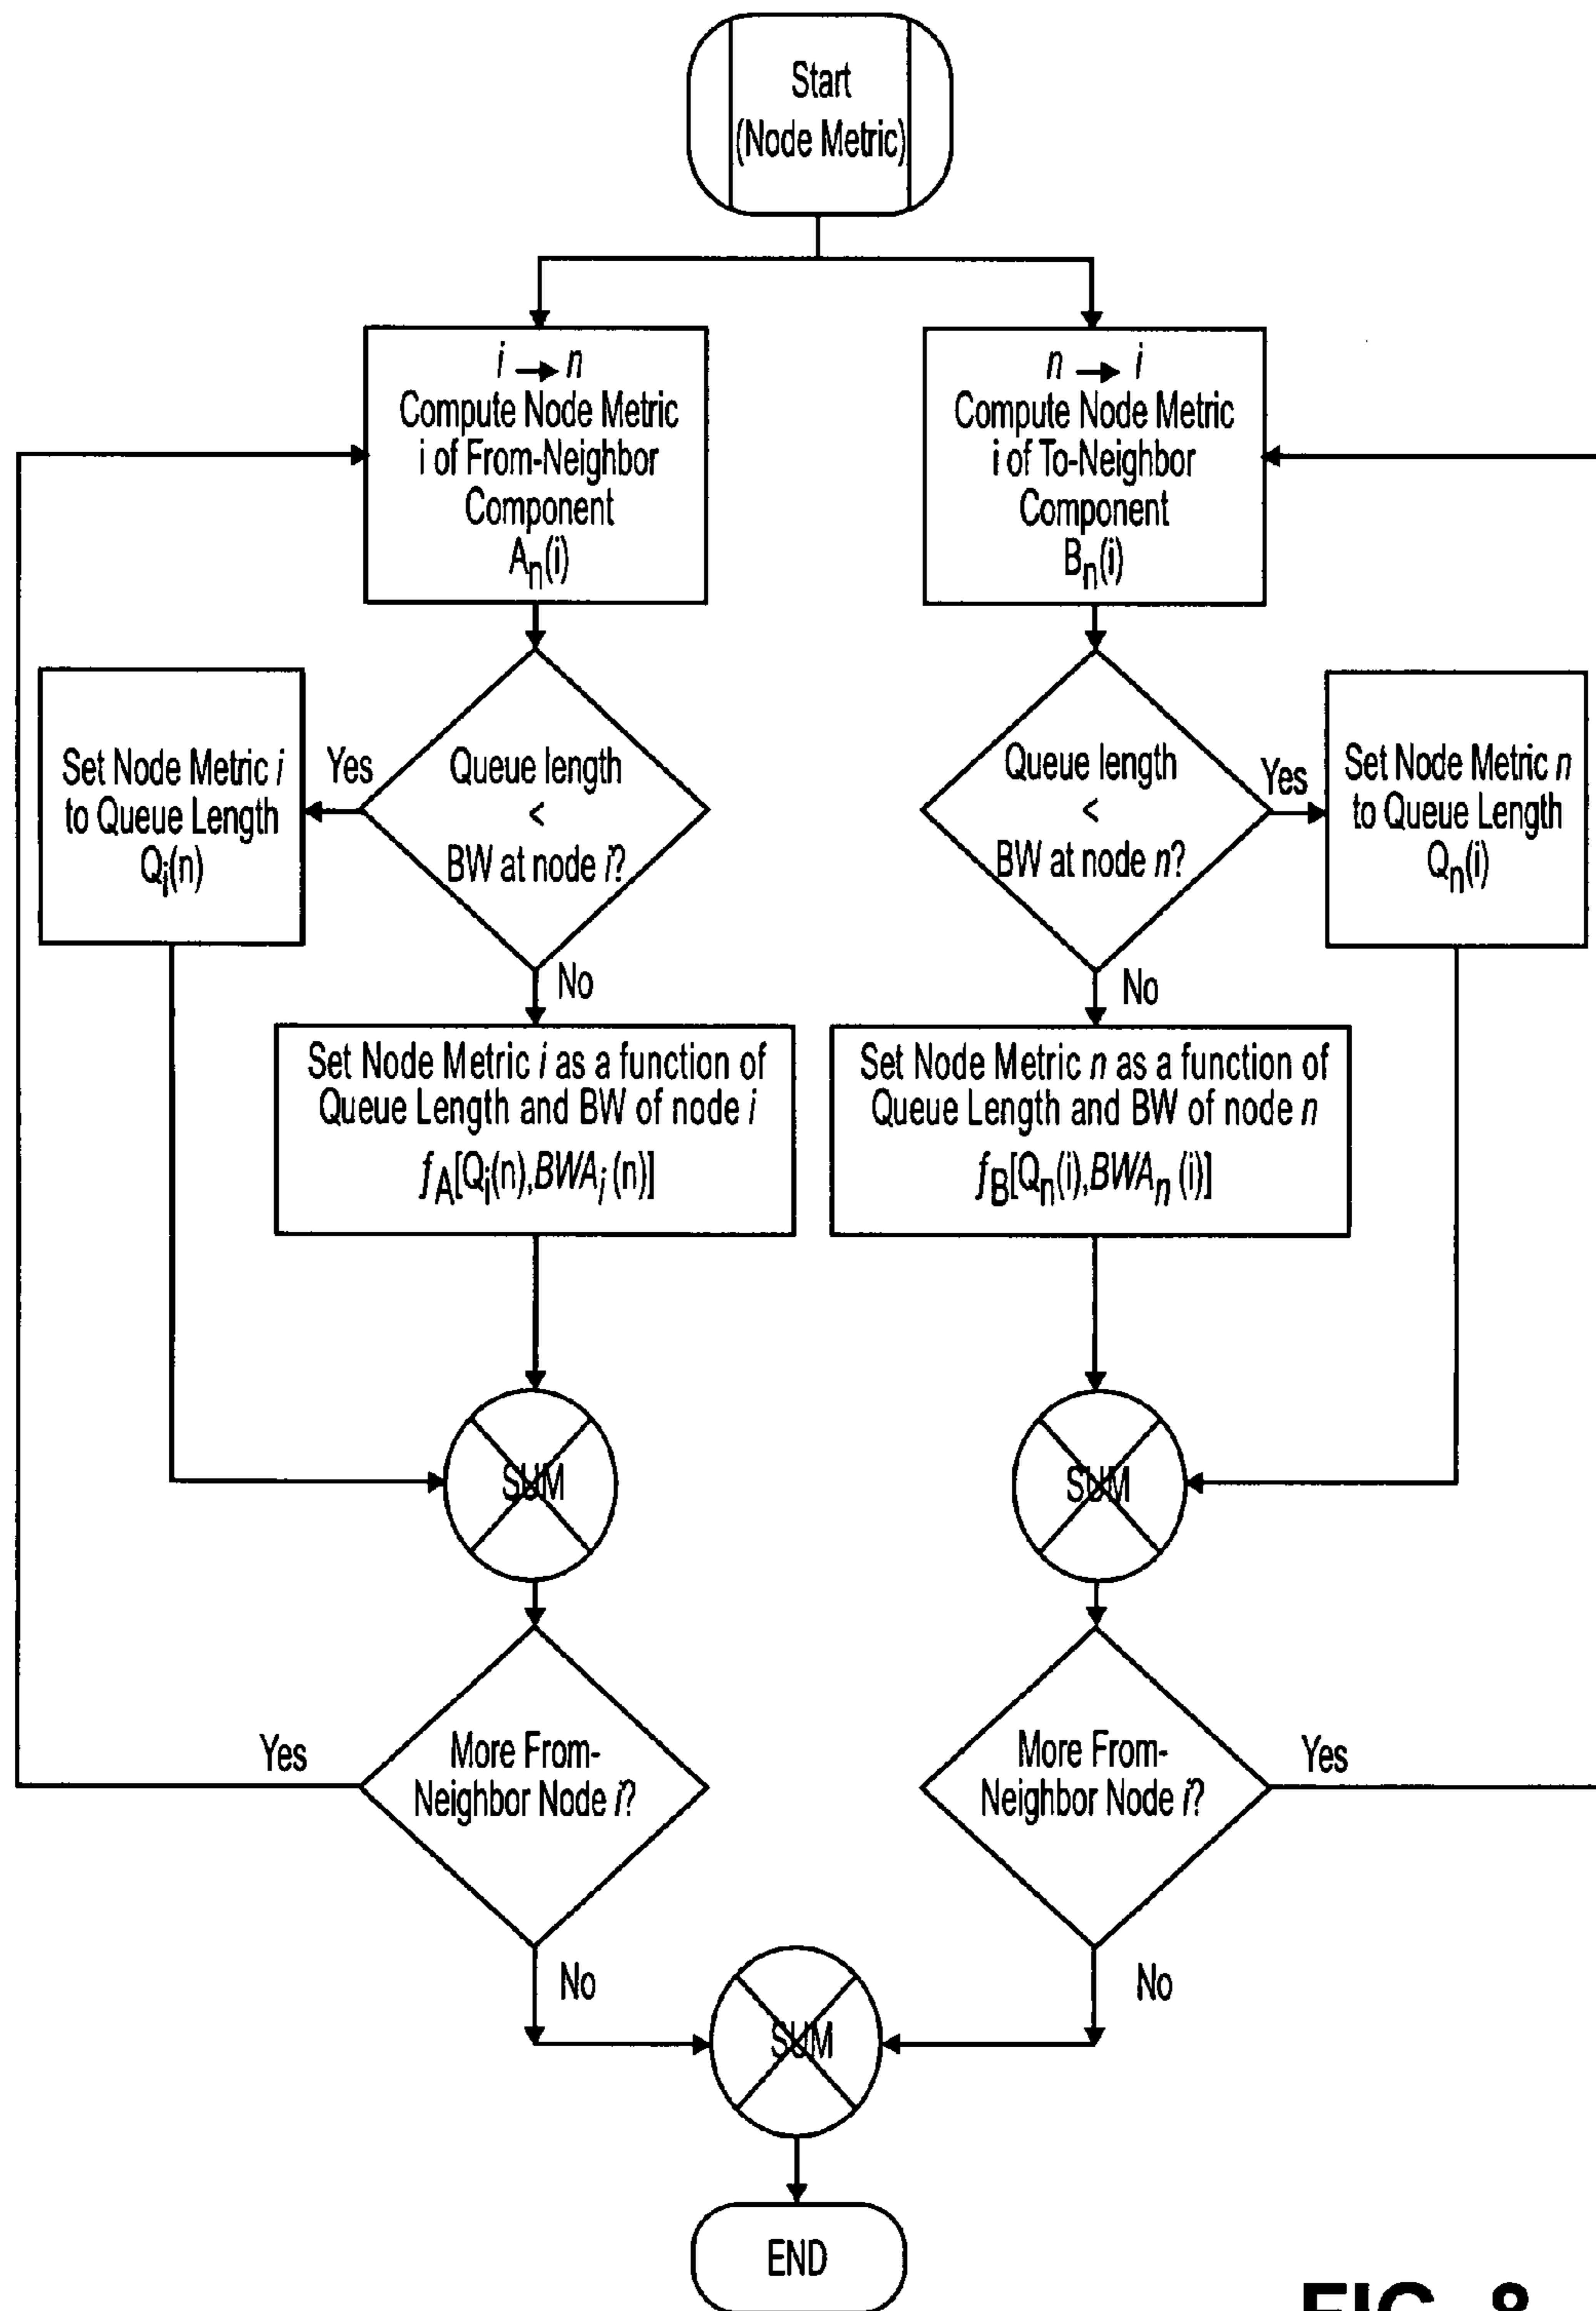 Start
(Node Metric)
i → n
Compute Node Metric
i of From-Neighbor
Component
An(i)
n → i
Compute Node Metric
i of To-Neighbor
Component
Bn(i)
Set Node Metric i
to Queue Length
Qi(n)
Yes
Queue length
<
BW at node i?
Queue length
<
BW at node n?
Yes
Set Node Metric n
to Queue Length
Qn(i)
No
No
Set Node Metric i as a function of
Queue Length and BW of node i
fA[Qi(n),BWAi (n)]
Set Node Metric n as a function of
Queue Length and BW of node n
fB[Qn(i),BWAn (i)]
SUM
SUM
Yes
More From-
Neighbor Node i?
More From-
Neighbor Node i?
Yes
No
No
SUM
END
FIG. 8